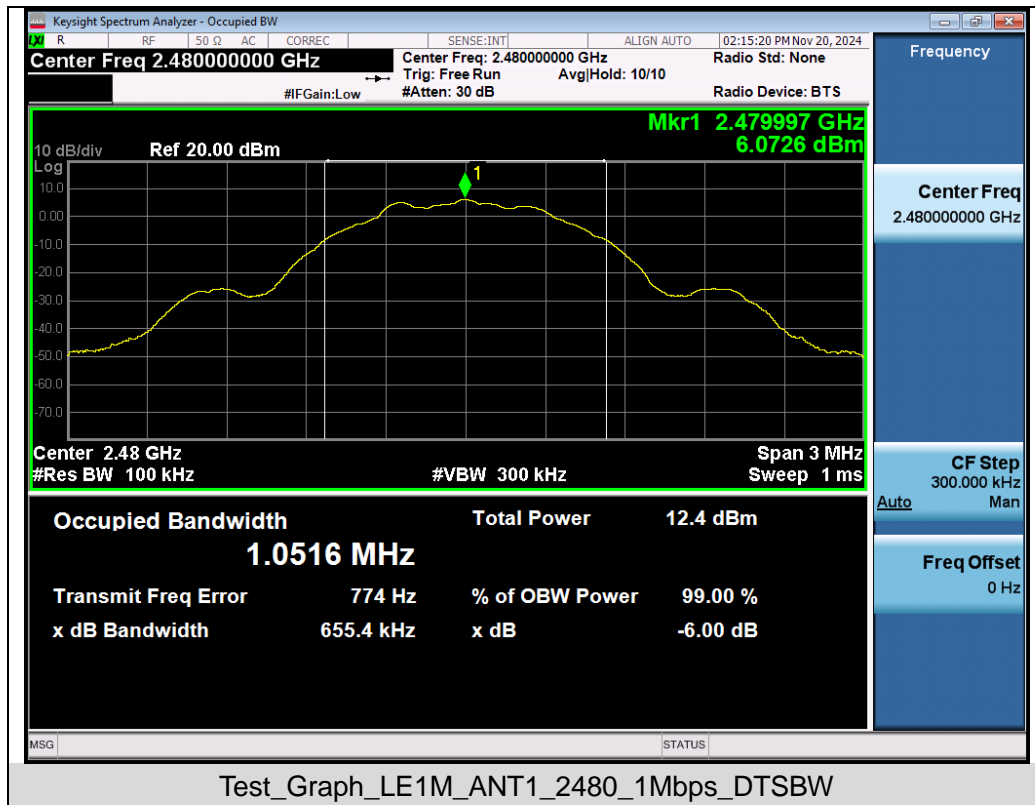 Keysight Spectrum Analyzer - Occupied BW
LXI R RF 50 Ω AC CORREC SENSE:INT ALIGN AUTO 02:15:20 PM Nov 20, 2024
Center Freq 2.480000000 GHz
Center Freq: 2.480000000 GHz Radio Std: None
Trig: Free Run Avg|Hold: 10/10
#IFGain:Low #Atten: 30 dB Radio Device: BTS
Frequency
Mkr1 2.479997 GHz
6.0726 dBm
10 dB/div Ref 20.00 dBm
Log
1
10.0
0.00
-10.0
-20.0
-30.0
-40.0
-50.0
-60.0
-70.0
Center 2.48 GHz Span 3 MHz
#Res BW 100 kHz #VBW 300 kHz Sweep 1 ms
Center Freq
2.480000000 GHz
CF Step
300.000 kHz
Auto Man
Freq Offset
0 Hz
Occupied Bandwidth Total Power 12.4 dBm
1.0516 MHz
Transmit Freq Error 774 Hz % of OBW Power 99.00 %
x dB Bandwidth 655.4 kHz x dB -6.00 dB
MSG STATUS
Test_Graph_LE1M_ANT1_2480_1Mbps_DTSBW